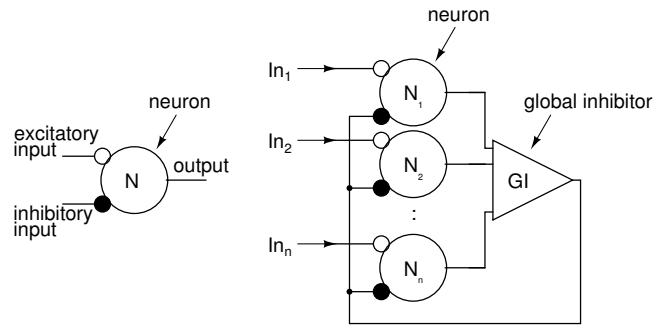 neuron
excitatory
input
N
output
inhibitory
input
neuron
In1
N1
global inhibitor
In2
N2
GI
:
Inn
Nn